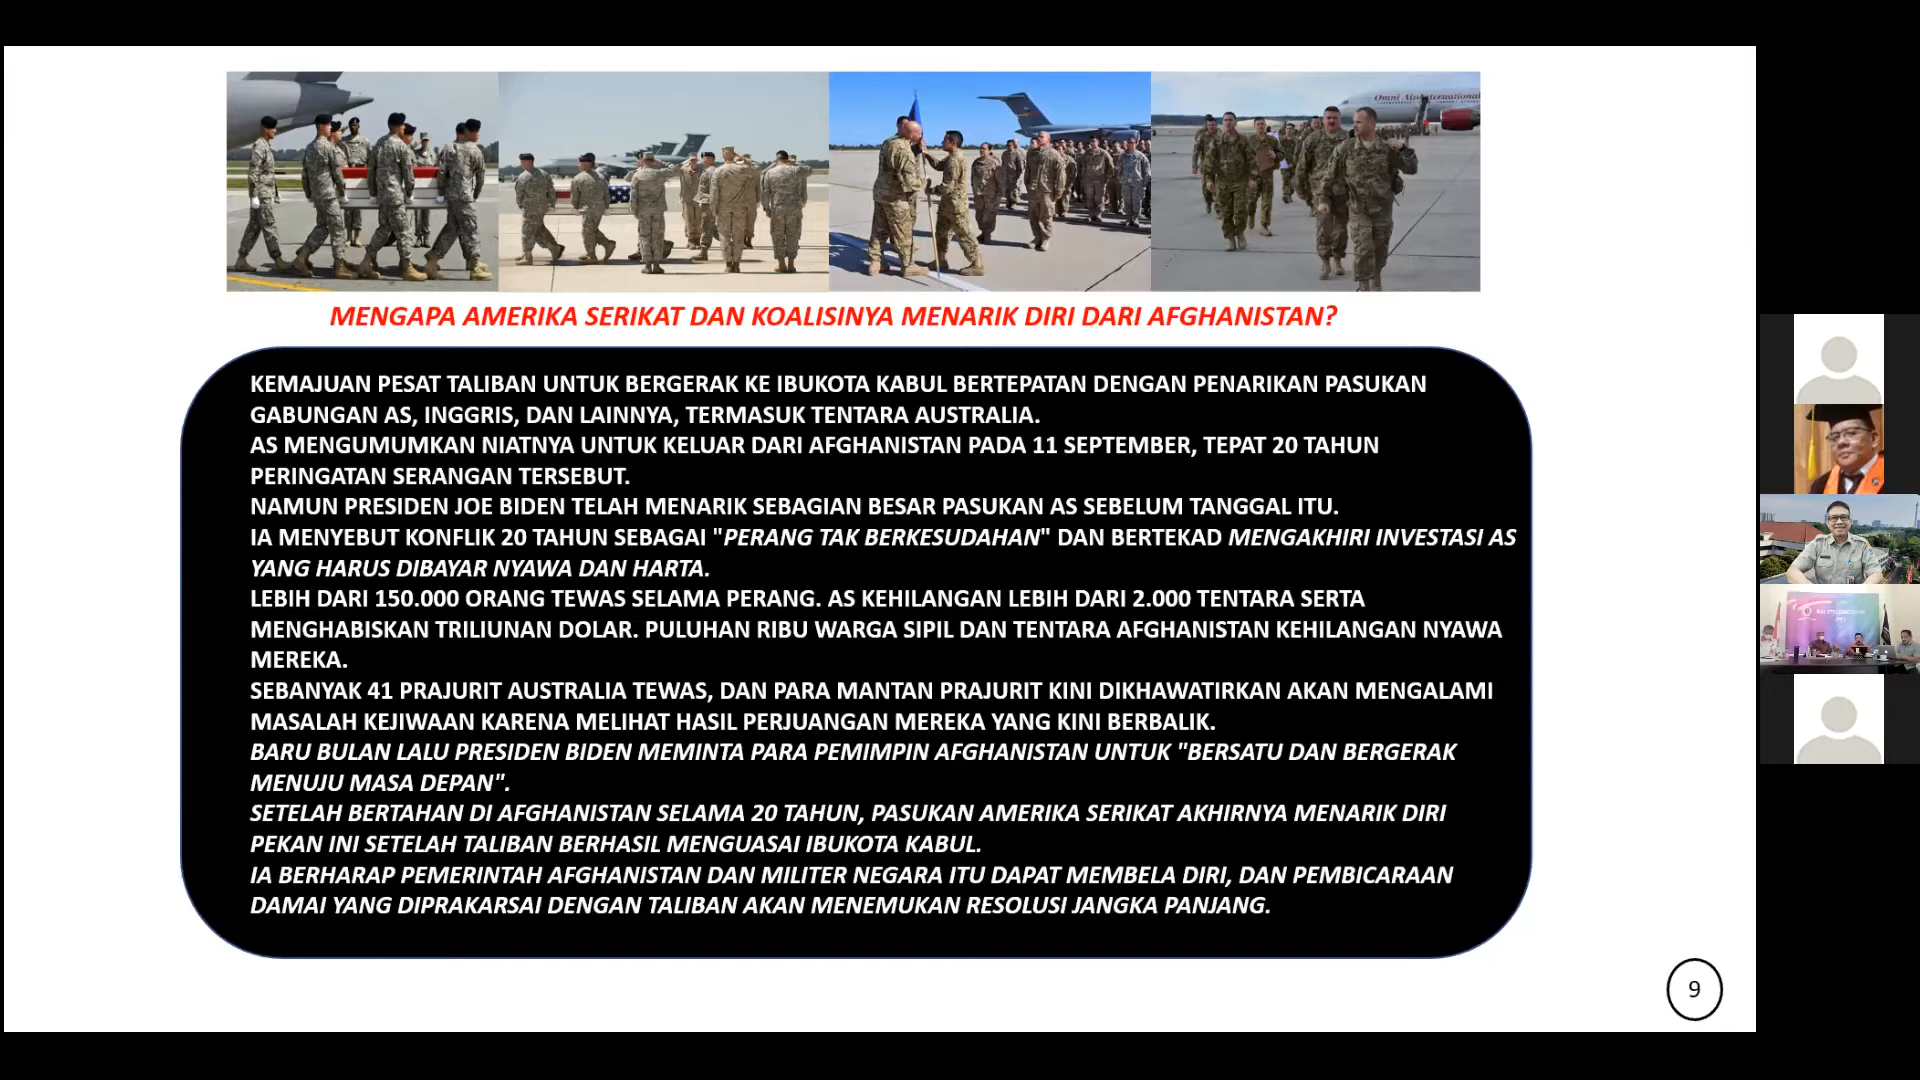 Omni Air International
MENGAPA AMERIKA SERIKAT DAN KOALISINYA MENARIK DIRI DARI AFGHANISTAN?
KEMAJUAN PESAT TALIBAN UNTUK BERGERAK KE IBUKOTA KABUL BERTEPATAN DENGAN PENARIKAN PASUKAN
GABUNGAN AS, INGGRIS, DAN LAINNYA, TERMASUK TENTARA AUSTRALIA.
AS MENGUMUMKAN NIATNYA UNTUK KELUAR DARI AFGHANISTAN PADA 11 SEPTEMBER, TEPAT 20 TAHUN
PERINGATAN SERANGAN TERSEBUT.
NAMUN PRESIDEN JOE BIDEN TELAH MENARIK SEBAGIAN BESAR PASUKAN AS SEBELUM TANGGAL ITU.
IA MENYEBUT KONFLIK 20 TAHUN SEBAGAI "PERANG TAK BERKESUDAHAN" DAN BERTEKAD MENGAKHIRI INVESTASI AS
YANG HARUS DIBAYAR NYAWA DAN HARTA.
LEBIH DARI 150.000 ORANG TEWAS SELAMA PERANG. AS KEHILANGAN LEBIH DARI 2.000 TENTARA SERTA
MENGHABISKAN TRILIUNAN DOLAR. PULUHAN RIBU WARGA SIPIL DAN TENTARA AFGHANISTAN KEHILANGAN NYAWA
MEREKA.
SEBANYAK 41 PRAJURIT AUSTRALIA TEWAS, DAN PARA MANTAN PRAJURIT KINI DIKHAWATIRKAN AKAN MENGALAMI
MASALAH KEJIWAAN KARENA MELIHAT HASIL PERJUANGAN MEREKA YANG KINI BERBALIK.
BARU BULAN LALU PRESIDEN BIDEN MEMINTA PARA PEMIMPIN AFGHANISTAN UNTUK "BERSATU DAN BERGERAK
MENUJU MASA DEPAN".
SETELAH BERTAHAN DI AFGHANISTAN SELAMA 20 TAHUN, PASUKAN AMERIKA SERIKAT AKHIRNYA MENARIK DIRI
PEKAN INI SETELAH TALIBAN BERHASIL MENGUASAI IBUKOTA KABUL.
IA BERHARAP PEMERINTAH AFGHANISTAN DAN MILITER NEGARA ITU DAPAT MEMBELA DIRI, DAN PEMBICARAAN
DAMAI YANG DIPRAKARSAI DENGAN TALIBAN AKAN MENEMUKAN RESOLUSI JANGKA PANJANG.
9